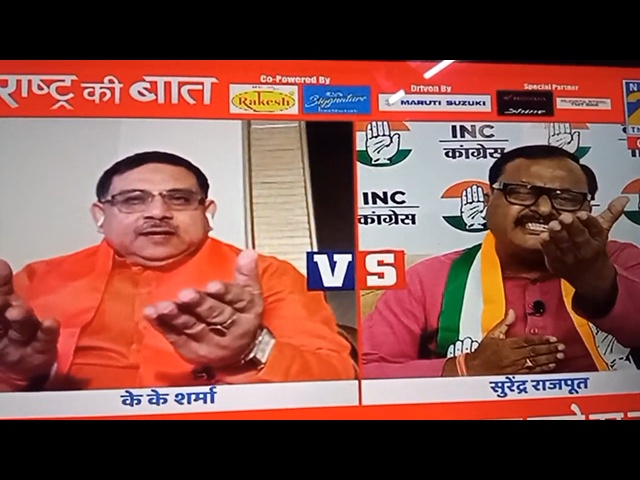 राष्ट्र की बात
Co-Powered By
Rakesh
Signature
Driven By
MARUTI SUZUKI
Special Partner
INC
कांग्रेस
INC
कांग्रेस
VS
के के शर्मा
सुरेंद्र राजपूत